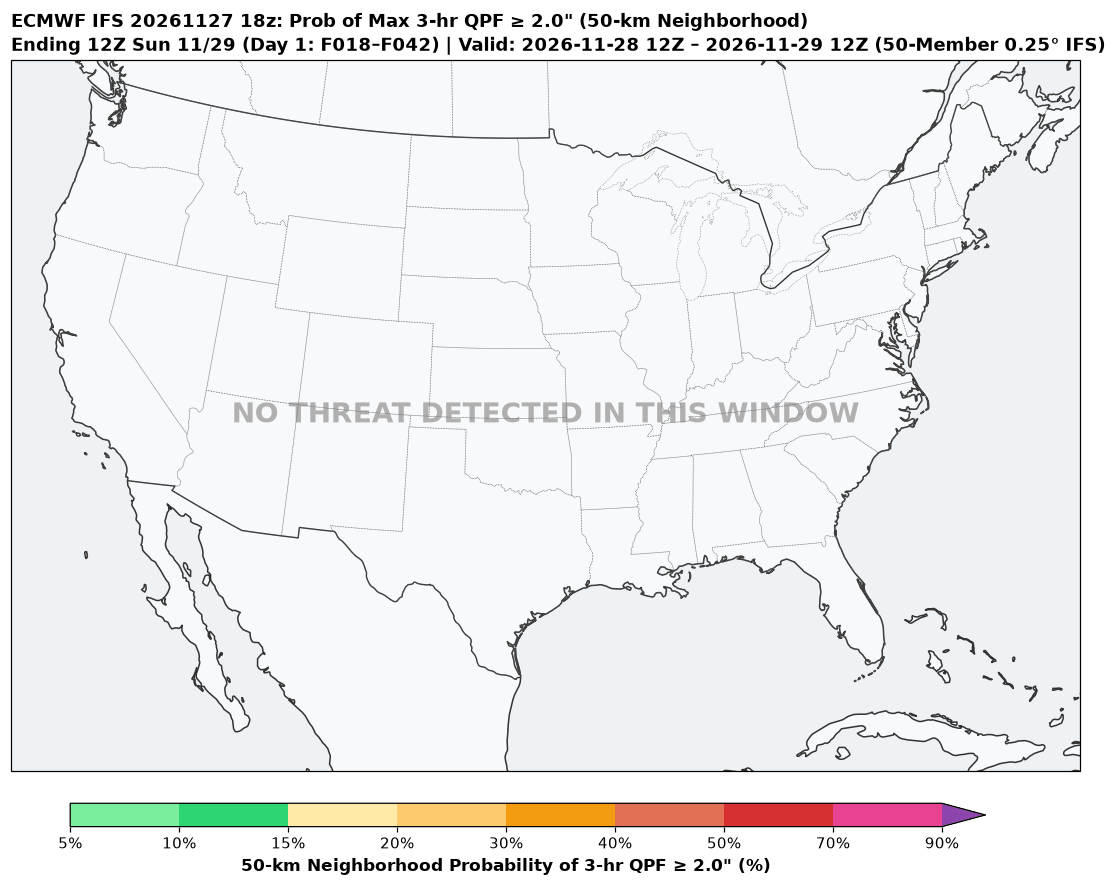 ECMWF IFS 20261127 18z: Prob of Max 3-hr QPF ≥ 2.0" (50-km Neighborhood)
Ending 12Z Sun 11/29 (Day 1: F018–F042) | Valid: 2026-11-28 12Z – 2026-11-29 12Z (50-Member 0.25° IFS)
NO THREAT DETECTED IN THIS WINDOW
5% 10% 15% 20% 30% 40% 50% 70% 90%
50-km Neighborhood Probability of 3-hr QPF ≥ 2.0" (%)